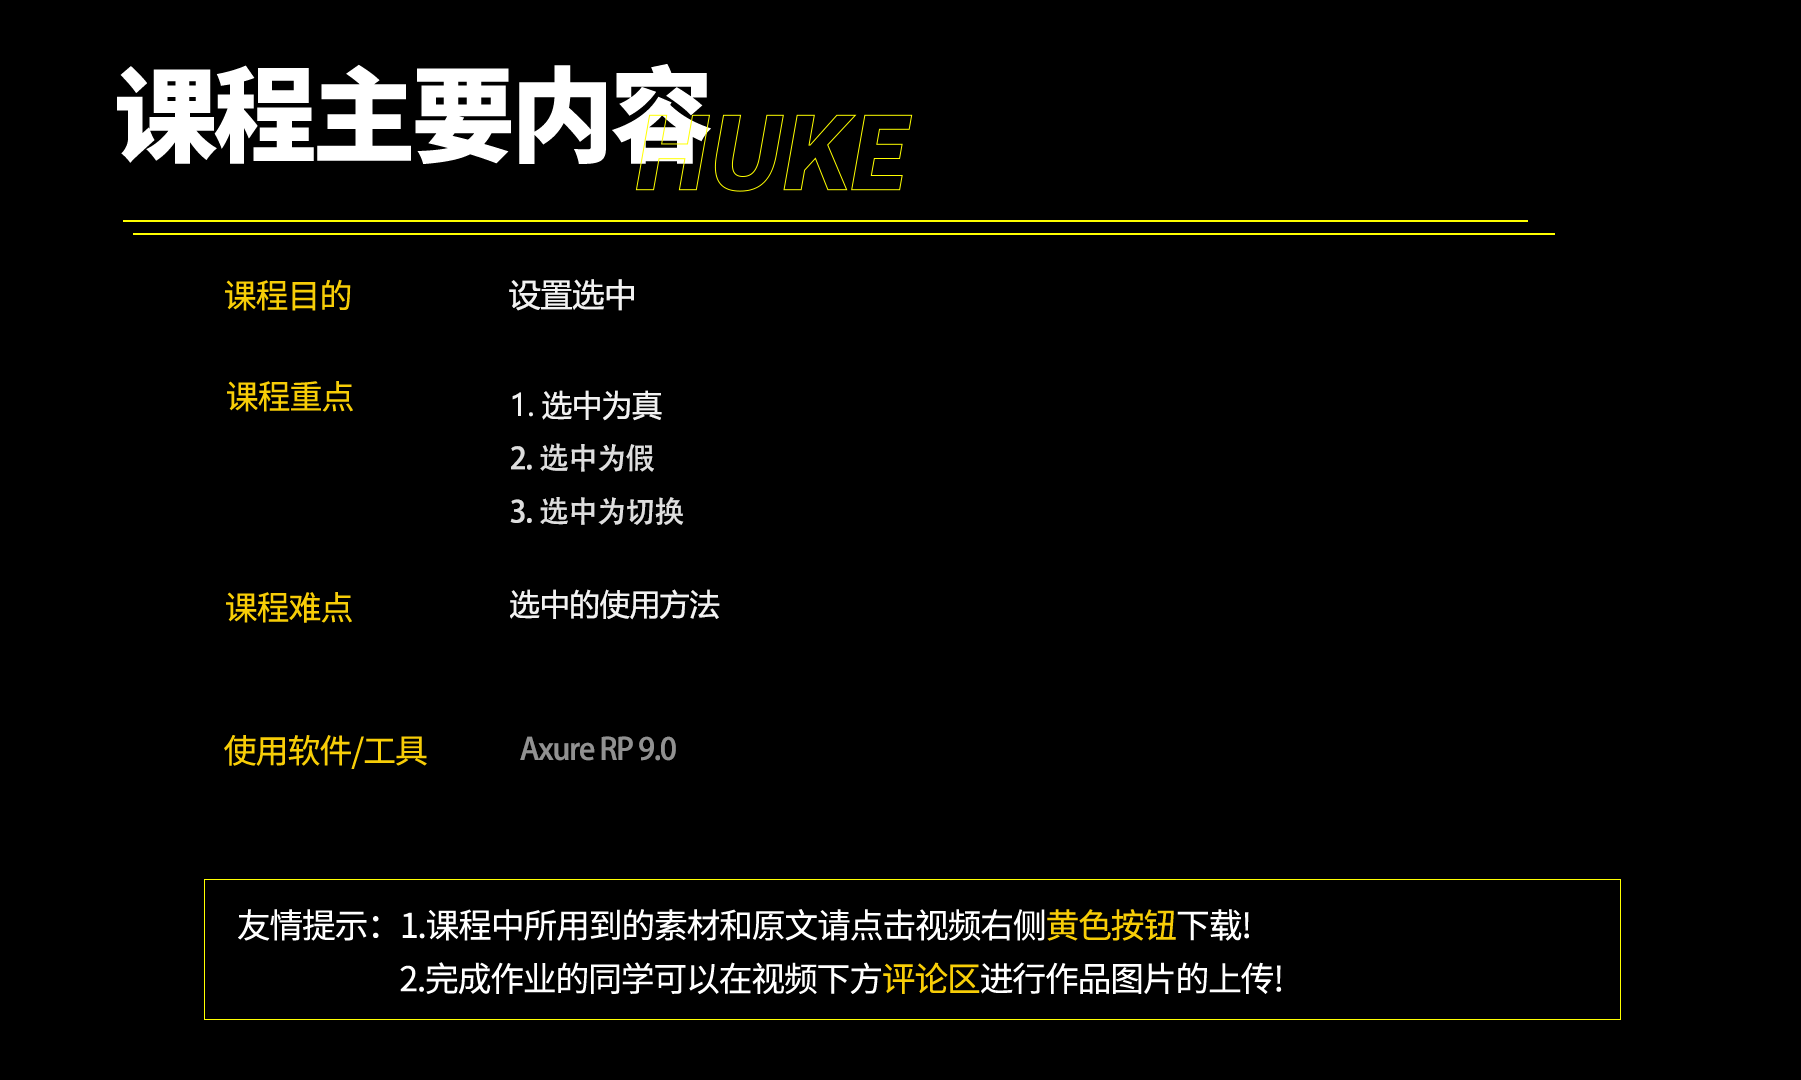 课程主要内容
HUKE
课程目的 设置选中
课程重点 1. 选中为真
2. 选中为假
3. 选中为切换
课程难点 选中的使用方法
使用软件/工具 Axure RP 9.0
友情提示：1.课程中所用到的素材和原文请点击视频右侧黄色按钮下载!
2.完成作业的同学可以在视频下方评论区进行作品图片的上传!